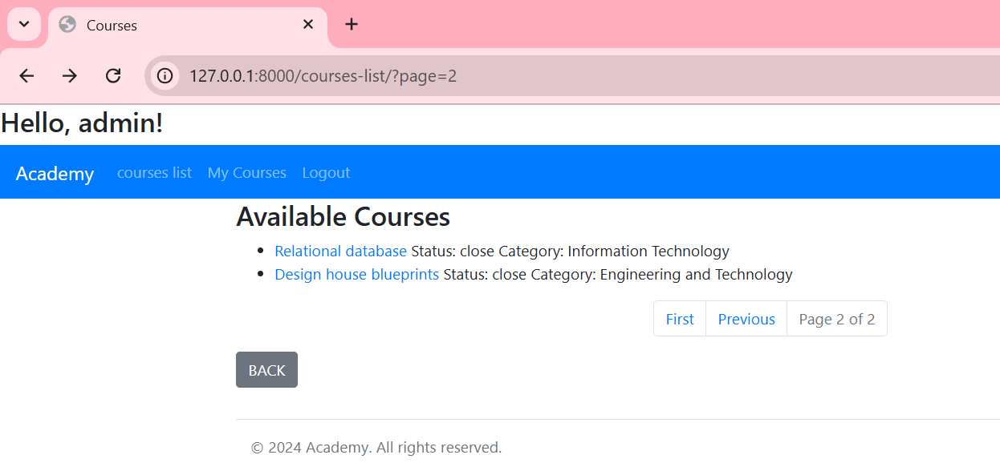 Courses
127.0.0.1:8000/courses-list/?page=2
Hello, admin!
Academy courses list My Courses Logout
Available Courses
Relational database Status: close Category: Information Technology
Design house blueprints Status: close Category: Engineering and Technology
First Previous Page 2 of 2
BACK
© 2024 Academy. All rights reserved.